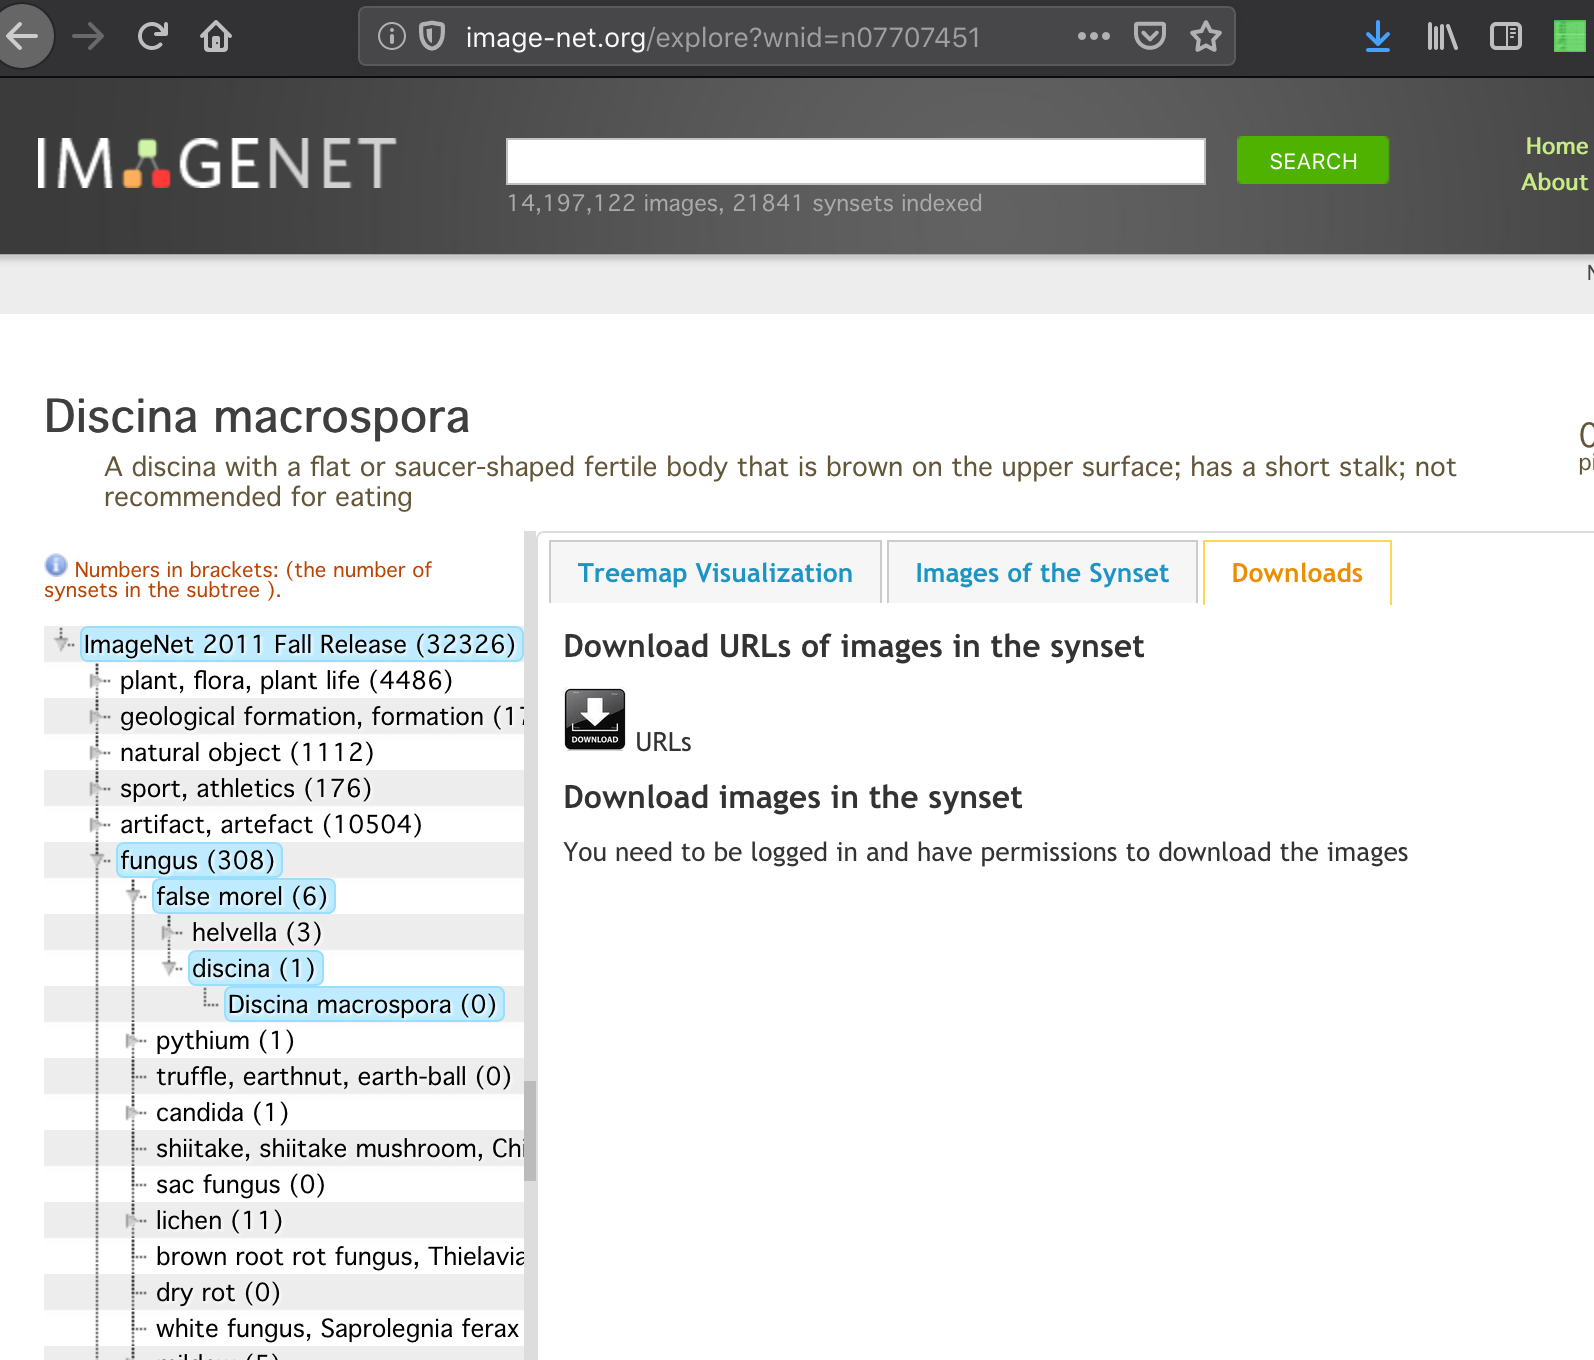 image-net.org/explore?wnid=n07707451
IMAGENET
SEARCH
Home
14,197,122 images, 21841 synsets indexed
About
Discina macrospora
A discina with a flat or saucer-shaped fertile body that is brown on the upper surface; has a short stalk; not
recommended for eating
Numbers in brackets: (the number of
synsets in the subtree ).
Treemap Visualization
Images of the Synset
Downloads
ImageNet 2011 Fall Release (32326)
plant, flora, plant life (4486)
geological formation, formation (17
natural object (1112)
sport, athletics (176)
artifact, artefact (10504)
fungus (308)
false morel (6)
helvella (3)
discina (1)
Discina macrospora (0)
pythium (1)
truffle, earthnut, earth-ball (0)
candida (1)
shiitake, shiitake mushroom, Chi
sac fungus (0)
lichen (11)
brown root rot fungus, Thielavia
dry rot (0)
white fungus, Saprolegnia ferax
Download URLs of images in the synset
DOWNLOAD
URLs
Download images in the synset
You need to be logged in and have permissions to download the images